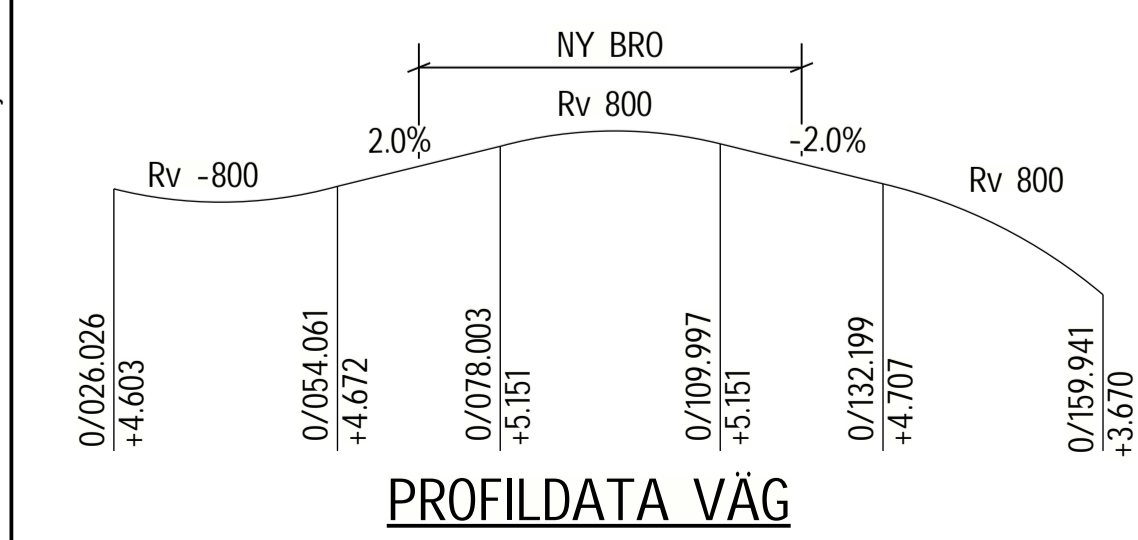 NY BRO
Rv 800
2.0%
-2.0%
Rv -800
Rv 800
0/026.026
+4.603
0/054.061
+4.672
0/078.003
+5.151
0/109.997
+5.151
0/132.199
+4.707
0/159.941
+3.670
PROFILDATA VÄG